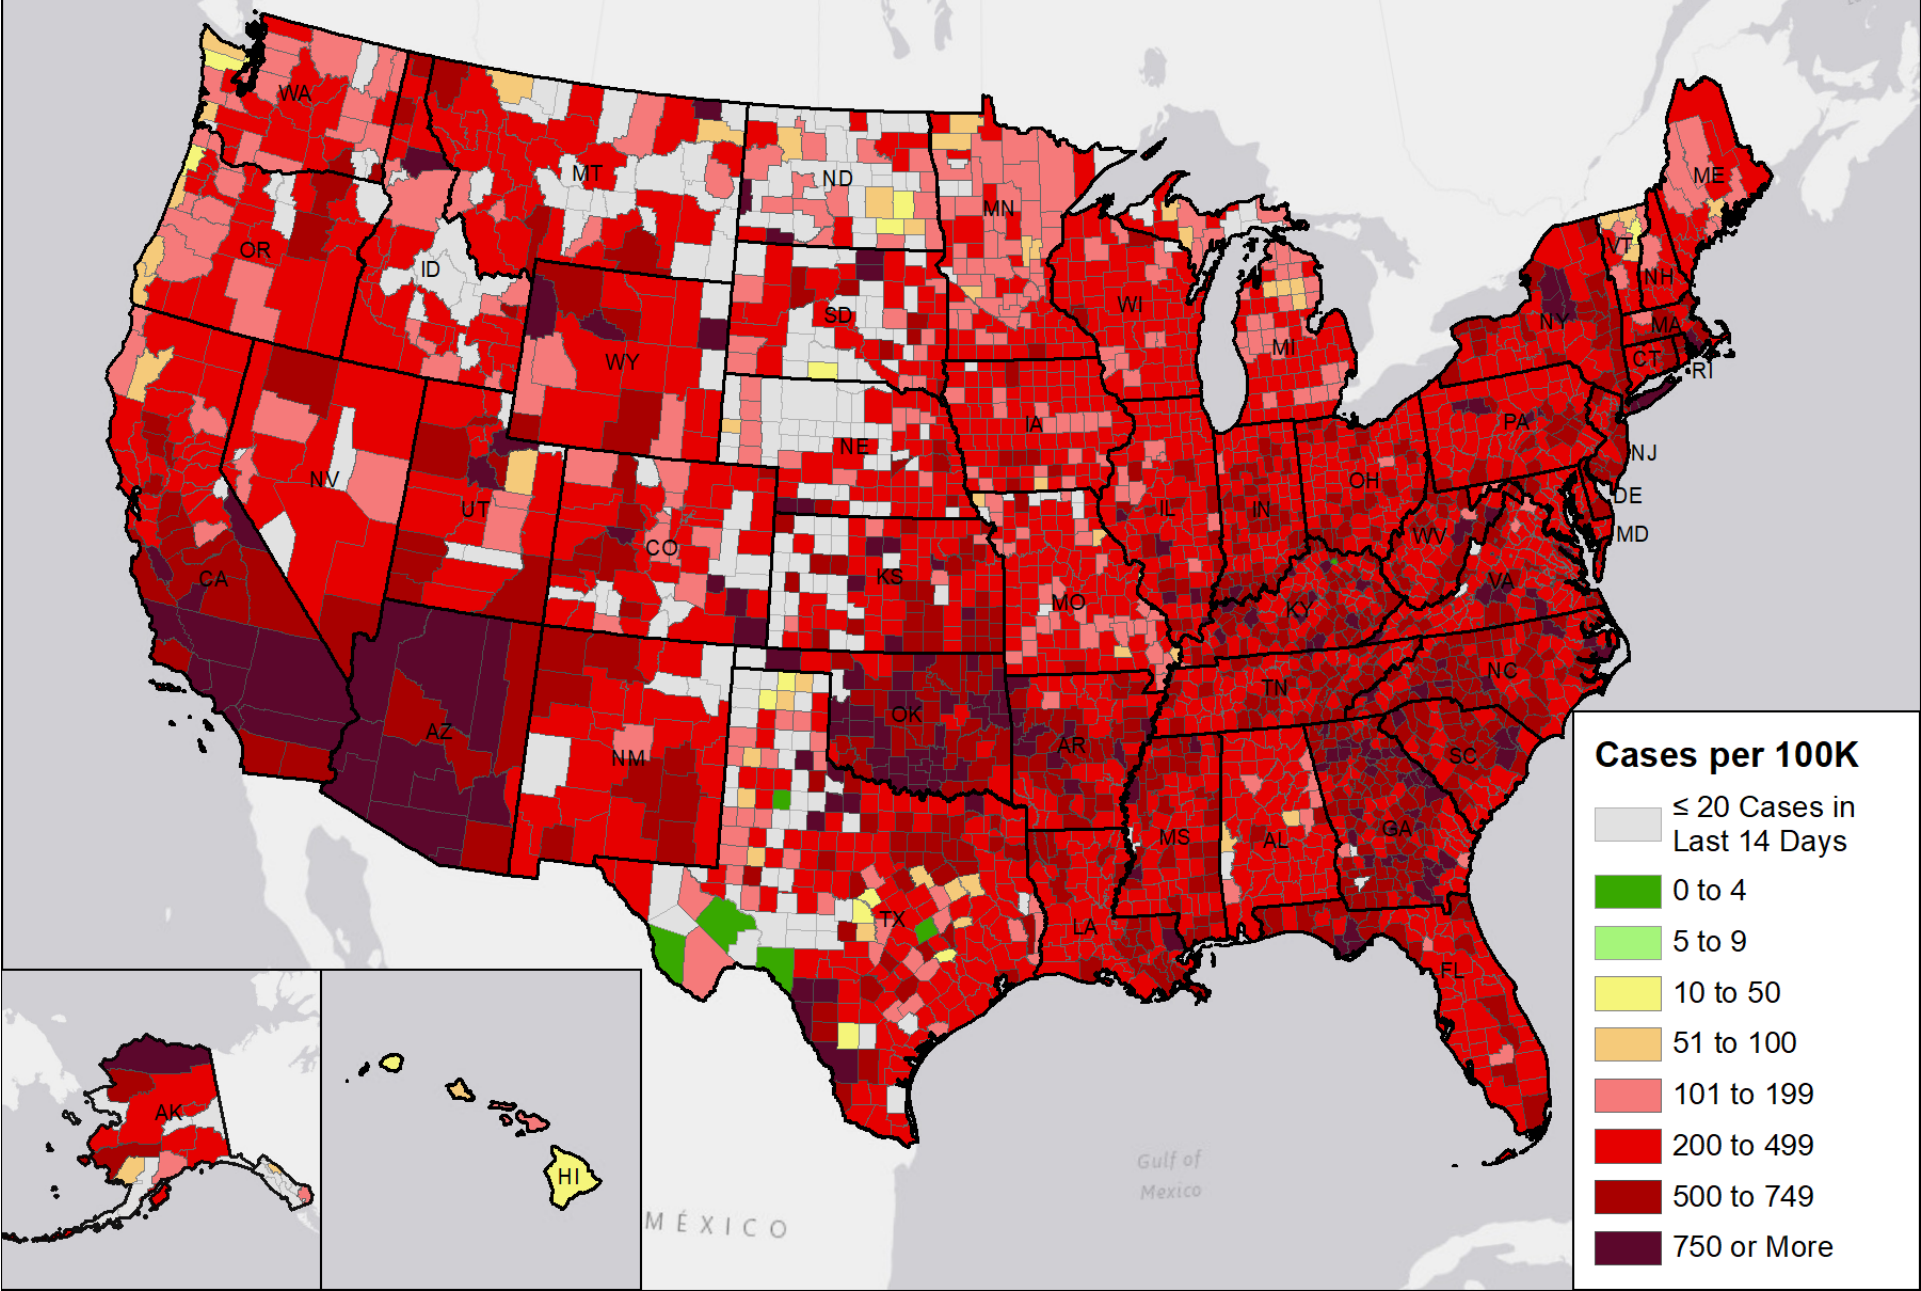 WA
MT
ND
MN
ME
OR
ID
SD
WI
VT
NH
WY
MI
NY
MA
CT
RI
NV
UT
NE
IA
PA
NJ
CO
IL
IN
OH
DE
WV
MD
CA
KS
MO
KY
VA
AZ
NM
OK
AR
TN
NC
SC
MS
AL
GA
TX
LA
FL
AK
HI
Gulf of
Mexico
MÉXICO
Cases per 100K
≤ 20 Cases in
Last 14 Days
0 to 4
5 to 9
10 to 50
51 to 100
101 to 199
200 to 499
500 to 749
750 or More